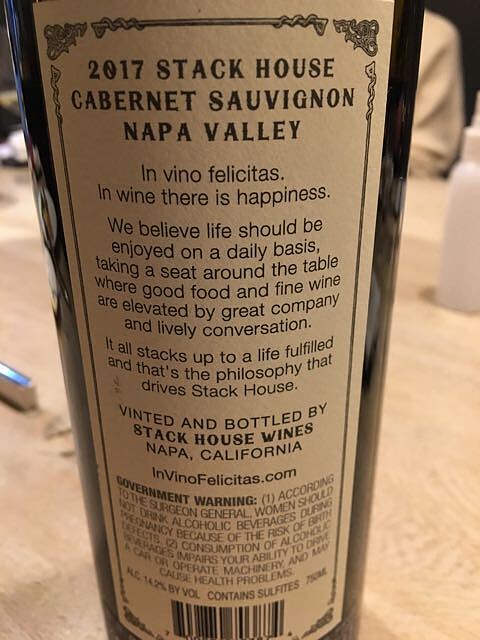 2017 STACK HOUSE
CABERNET SAUVIGNON
NAPA VALLEY
In vino felicitas.
In wine there is happiness.
We believe life should be
enjoyed on a daily basis,
taking a seat around the table
where good food and fine wine
are elevated by great company
and lively conversation.
It all stacks up to a life fulfilled
and that's the philosophy that
drives Stack House.
VINTED AND BOTTLED BY
STACK HOUSE WINES
NAPA, CALIFORNIA
InVinoFelicitas.com
GOVERNMENT WARNING: (1) ACCORDING
TO THE SURGEON GENERAL, WOMEN SHOULD
NOT DRINK ALCOHOLIC BEVERAGES DURING
PREGNANCY BECAUSE OF THE RISK OF BIRTH
DEFECTS. (2) CONSUMPTION OF ALCOHOLIC
BEVERAGES IMPAIRS YOUR ABILITY TO DRIVE
A CAR OR OPERATE MACHINERY, AND MAY
CAUSE HEALTH PROBLEMS.
ALC. 14.2% BY VOL CONTAINS SULFITES 750ML